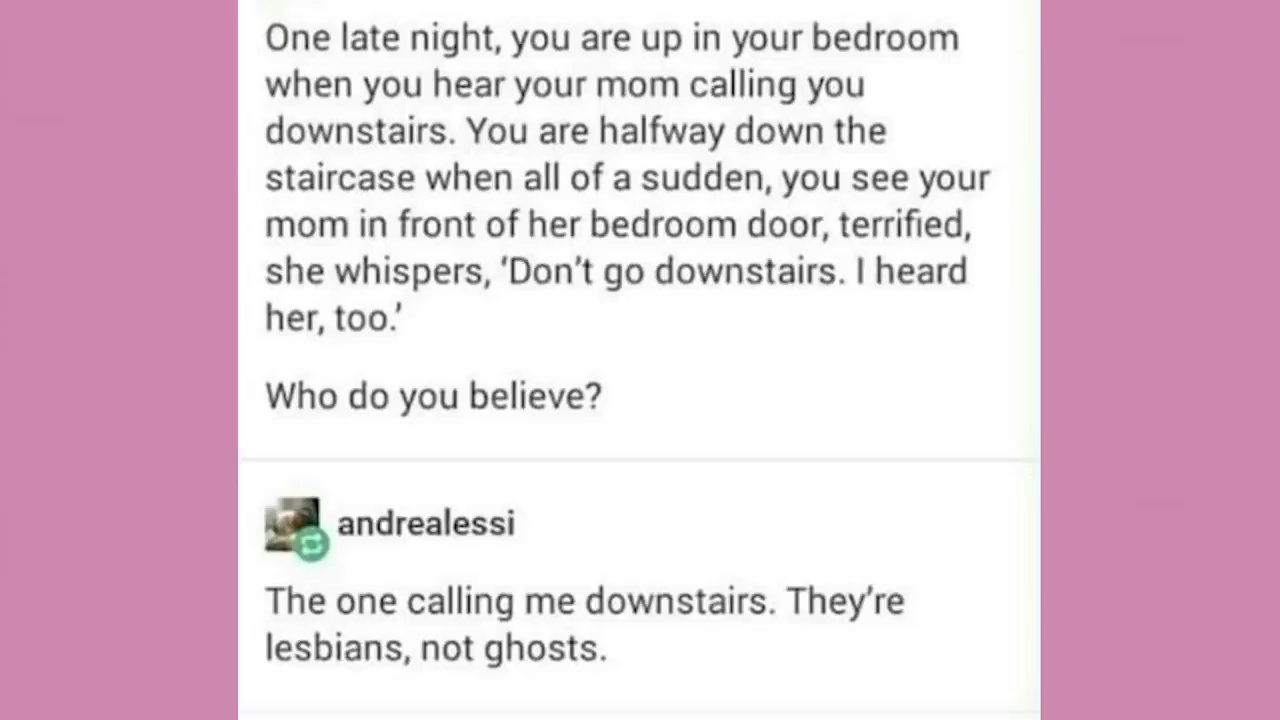 One late night, you are up in your bedroom
when you hear your mom calling you
downstairs. You are halfway down the
staircase when all of a sudden, you see your
mom in front of her bedroom door, terrified,
she whispers, ‘Don’t go downstairs. I heard
her, too.’
Who do you believe?
andrealessi
The one calling me downstairs. They’re
lesbians, not ghosts.